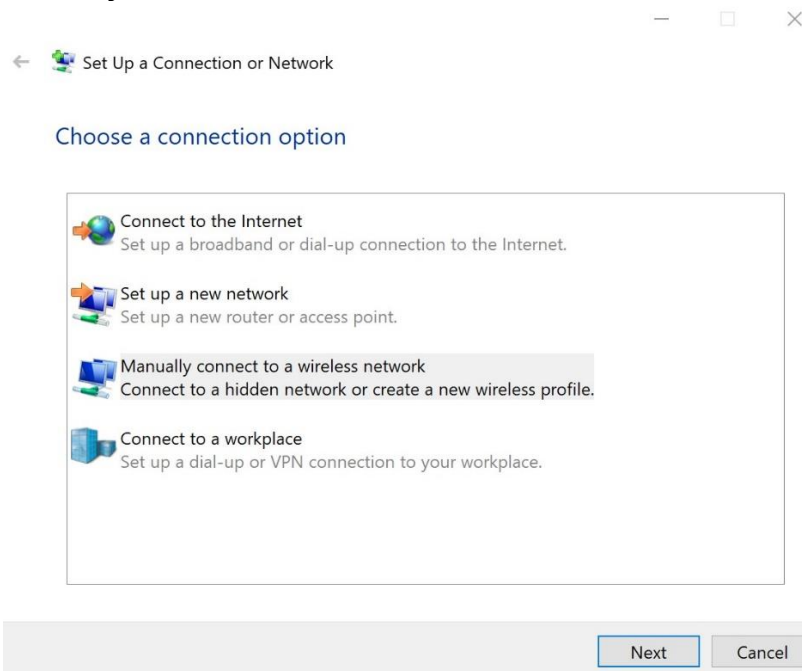 Set Up a Connection or Network
Choose a connection option
Connect to the Internet
Set up a broadband or dial-up connection to the Internet.
Set up a new network
Set up a new router or access point.
Manually connect to a wireless network
Connect to a hidden network or create a new wireless profile.
Connect to a workplace
Set up a dial-up or VPN connection to your workplace.
Next Cancel